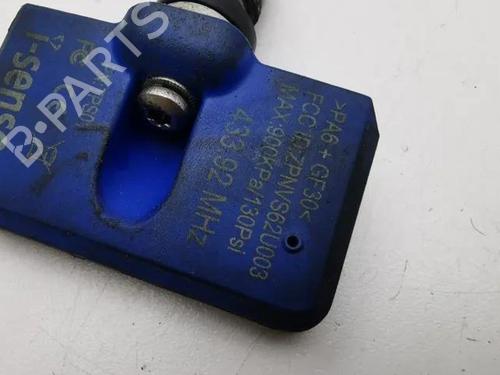 >PA6 + GF30<
FCC ID:ZPNVS62U003
MAX:900KPa/130Psi
433.92 MHz
i-sens
B-PARTS